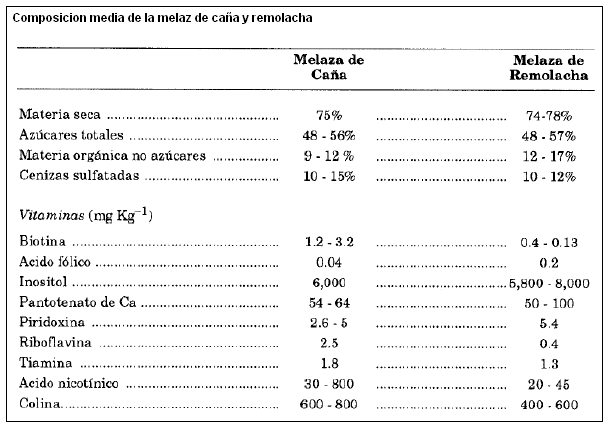 Composicion media de la melaz de caña y remolacha
Melaza de Caña Melaza de Remolacha
Materia seca 75% 74-78%
Azúcares totales 48 - 56% 48 - 57%
Materia orgánica no azúcares 9 - 12 % 12 - 17%
Cenizas sulfatadas 10 - 15% 10 - 12%
Vitaminas (mg Kg⁻¹)
Biotina 1.2 - 3.2 0.4 - 0.13
Acido fólico 0.04 0.2
Inositol 6,000 5,800 - 8,000
Pantotenato de Ca 54 - 64 50 - 100
Piridoxina 2.6 - 5 5.4
Riboflavina 2.5 0.4
Tiamina 1.8 1.3
Acido nicotínico 30 - 800 20 - 45
Colina 600 - 800 400 - 600